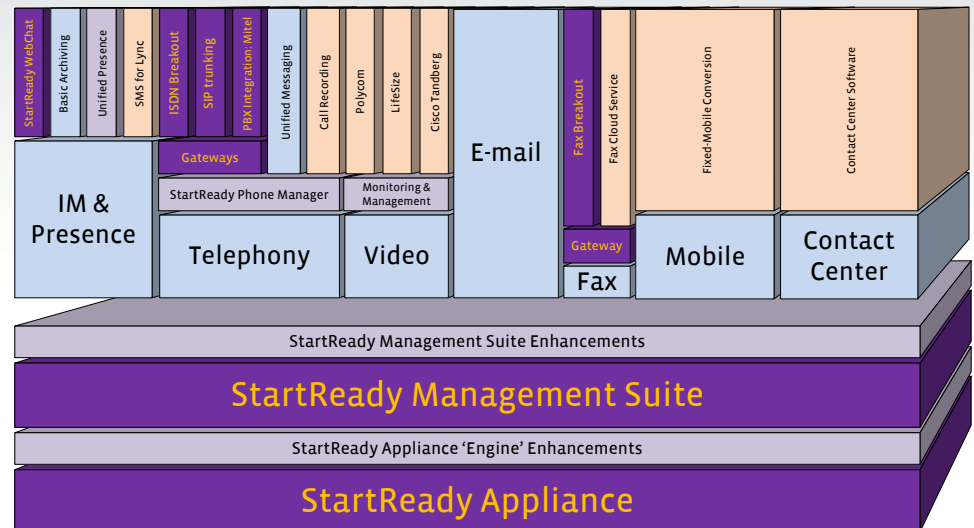 StartReady WebChat
Basic Archiving
Unified Presence
SMS for Lync
ISDN Breakout
SIP trunking
PBX Integration: Mitel
Unified Messaging
Call Recording
Polycom
LifeSize
Cisco Tandberg
E-mail
Fax Breakout
Fax Cloud Service
Fixed-Mobile Conversion
Contact Center Software
Gateways
StartReady Phone Manager
Monitoring &
Management
IM &
Presence
Telephony
Video
Gateway
Fax
Mobile
Contact
Center
StartReady Management Suite Enhancements
StartReady Management Suite
StartReady Appliance ‘Engine’ Enhancements
StartReady Appliance